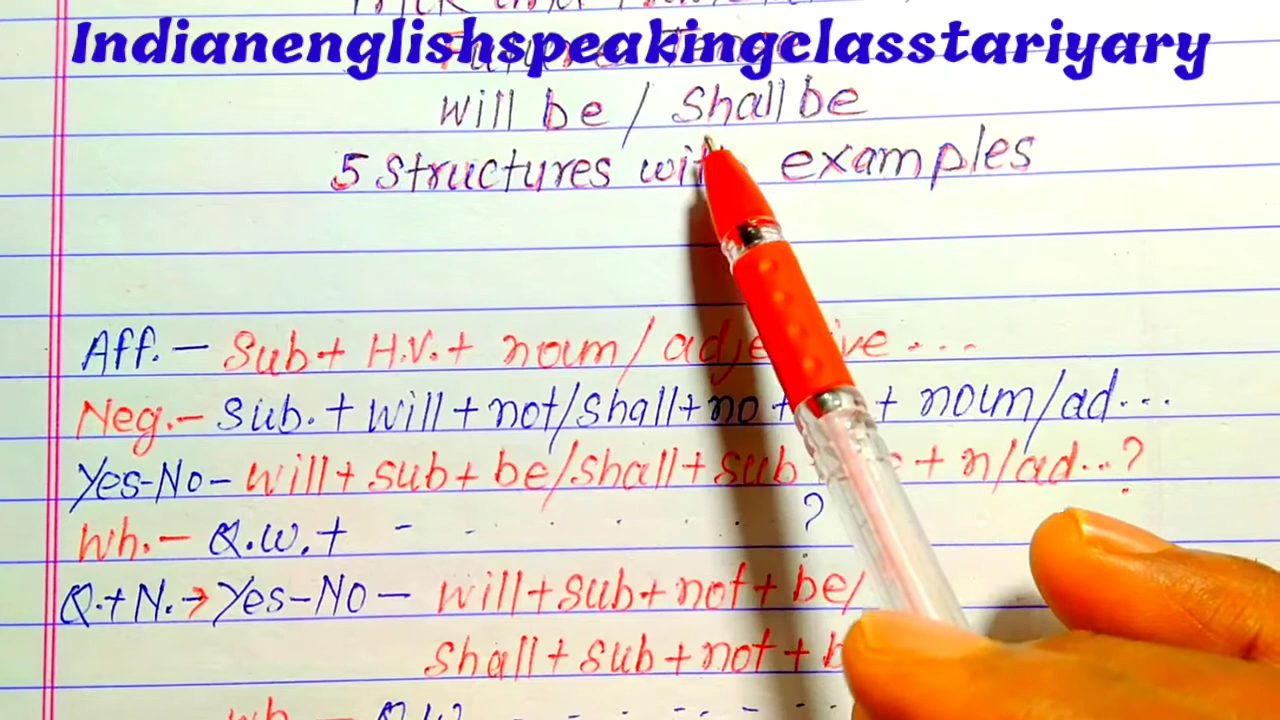 Indianenglishspeakingclasstariyary
will be / Shall be
5 Structures with examples
Aff. — Sub + H.V. + noun / adjective ...
Neg. — Sub. + will + not/shall + no + + noun/ad...
Yes-No — will + sub + be/shall + sub + + n/ad..?
Wh. — Q.W. + - - . . . . . ?
Q. + N. → Yes-No — will + sub + not + be/
shall + sub + not + b
wh — Q.W - - . - . - -